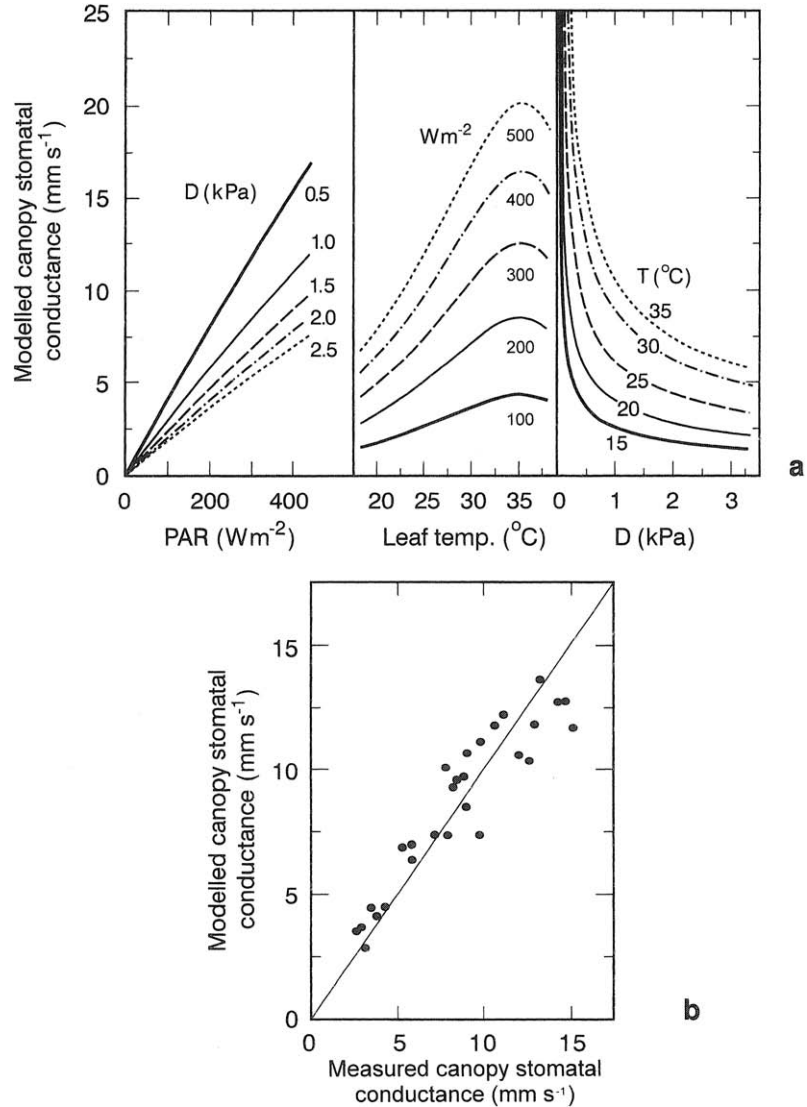 Modelled canopy stomatal
conductance (mm s-1)
25
20
15
10
5
0
D (kPa)
0.5
1.0
1.5
2.0
2.5
0 200 400
PAR (Wm-2)
Wm-2
500
400
300
200
100
20 25 30 35 40
Leaf temp. (°C)
T (°C)
35
30
25
20
15
0 1 2 3
D (kPa)
a
Modelled canopy stomatal
conductance (mm s-1)
15
10
5
0
0 5 10 15
Measured canopy stomatal
conductance (mm s-1)
b